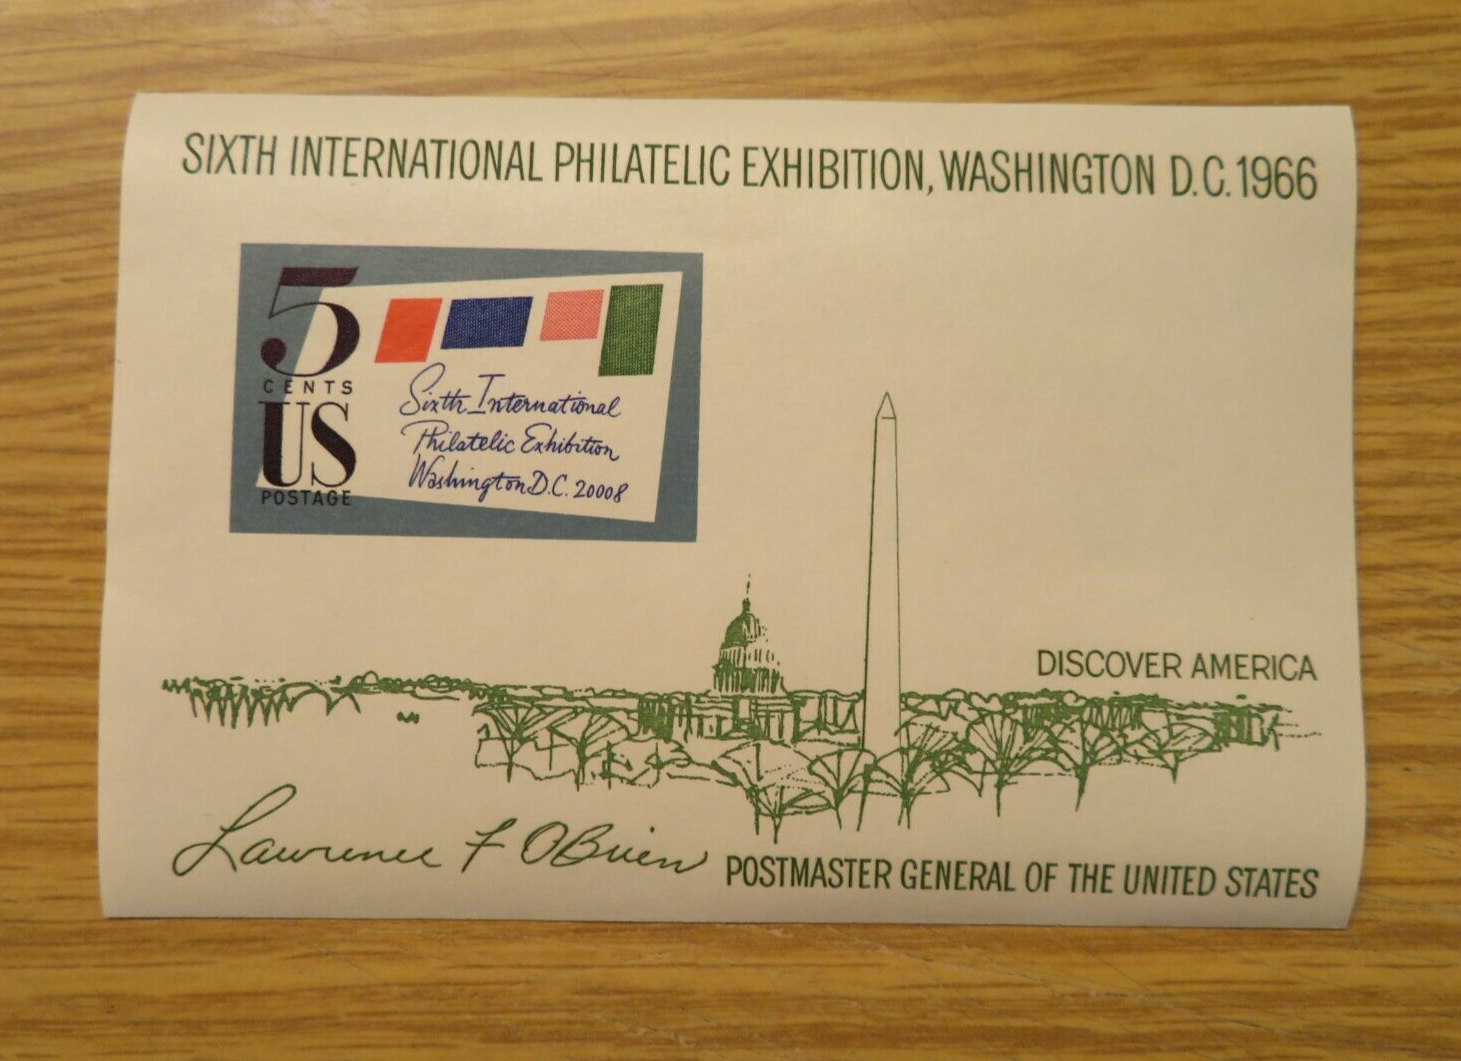 SIXTH INTERNATIONAL PHILATELIC EXHIBITION, WASHINGTON D.C. 1966
5
CENTS
US
POSTAGE
Sixth International
Philatelic Exhibition
Washington D.C. 20008
DISCOVER AMERICA
Lawrence F O'Brien
POSTMASTER GENERAL OF THE UNITED STATES